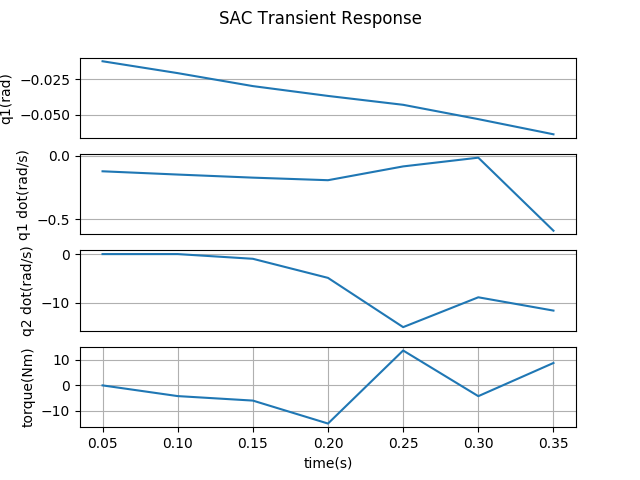 SAC Transient Response
q1(rad)
−0.025
−0.050
q1 dot(rad/s)
0.0
−0.5
q2 dot(rad/s)
0
−10
torque(Nm)
10
0
−10
0.05 0.10 0.15 0.20 0.25 0.30 0.35
time(s)